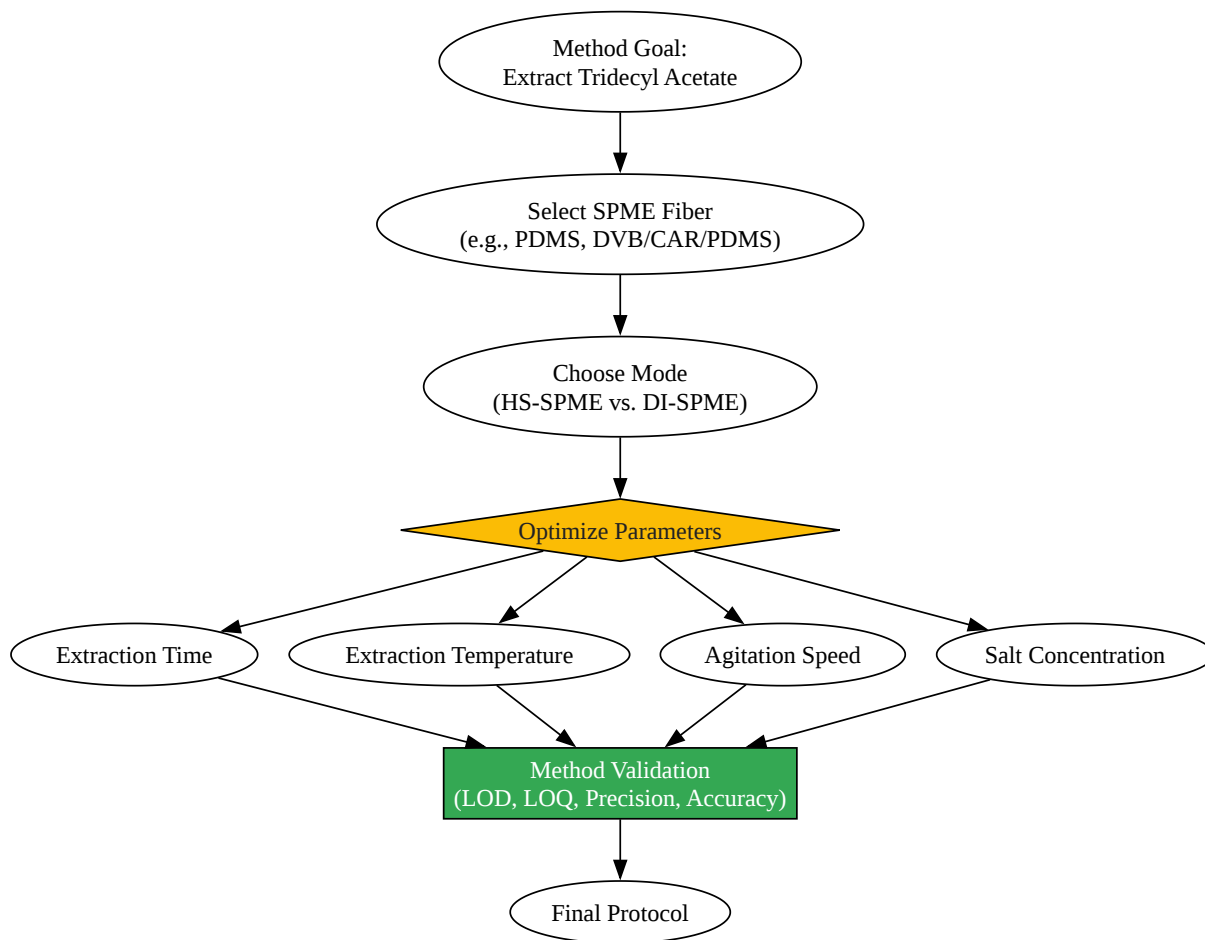 Method Goal:
Extract Tridecyl Acetate
Select SPME Fiber
(e.g., PDMS, DVB/CAR/PDMS)
Choose Mode
(HS-SPME vs. DI-SPME)
Optimize Parameters
Extraction Time
Extraction Temperature
Agitation Speed
Salt Concentration
Method Validation
(LOD, LOQ, Precision, Accuracy)
Final Protocol